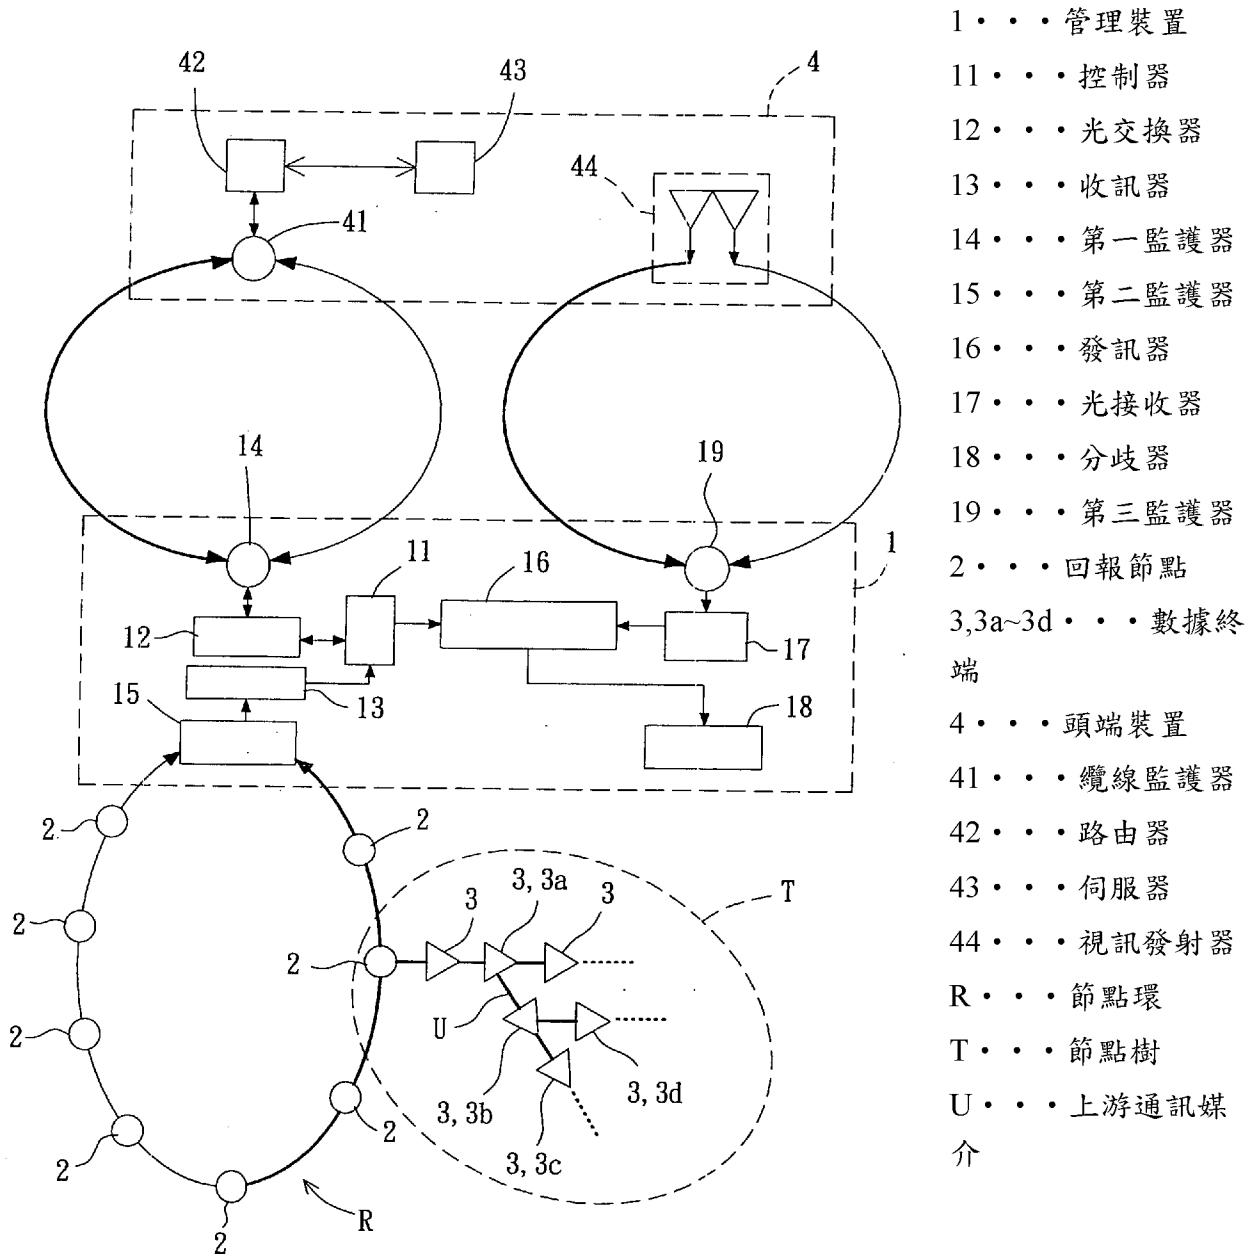 42
43
4
44
41
14
19
11
16
1
12
17
13
15
18
2
2
3, 3a
T
3
3
2
2
U
2
3, 3b
3, 3d
2
2
3, 3c
R
2
1···管理裝置
11···控制器
12···光交換器
13···收訊器
14···第一監護器
15···第二監護器
16···發訊器
17···光接收器
18···分歧器
19···第三監護器
2···回報節點
3,3a~3d···數據終
端
4···頭端裝置
41···纜線監護器
42···路由器
43···伺服器
44···視訊發射器
R···節點環
T···節點樹
U···上游通訊媒
介